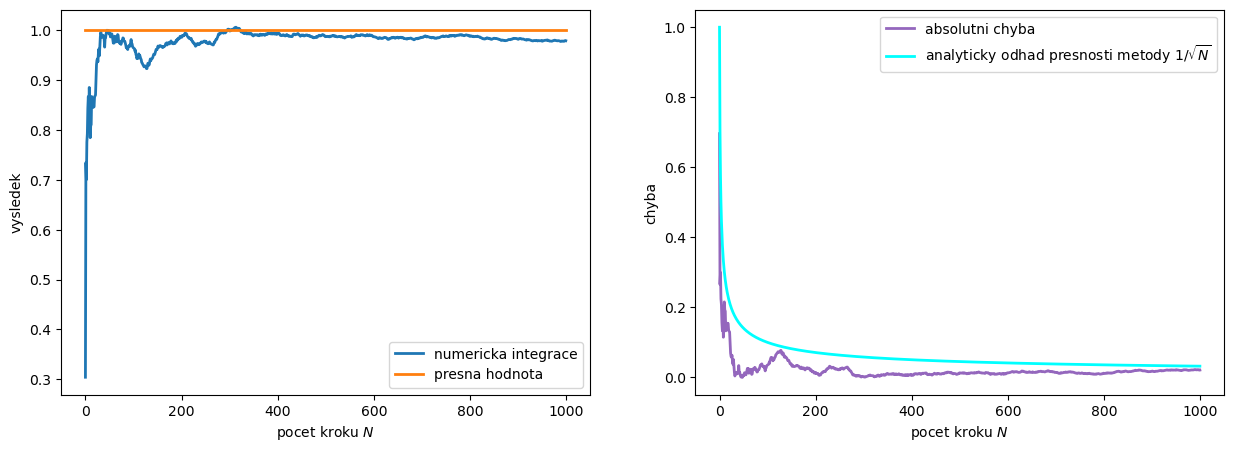 1.0
0.9
0.8
0.7
0.6
0.5
0.4
0.3
vysledek
0 200 400 600 800 1000
pocet kroku N
numericka integrace
presna hodnota
1.0
0.8
0.6
0.4
0.2
0.0
chyba
0 200 400 600 800 1000
pocet kroku N
absolutni chyba
analyticky odhad presnosti metody 1/√N